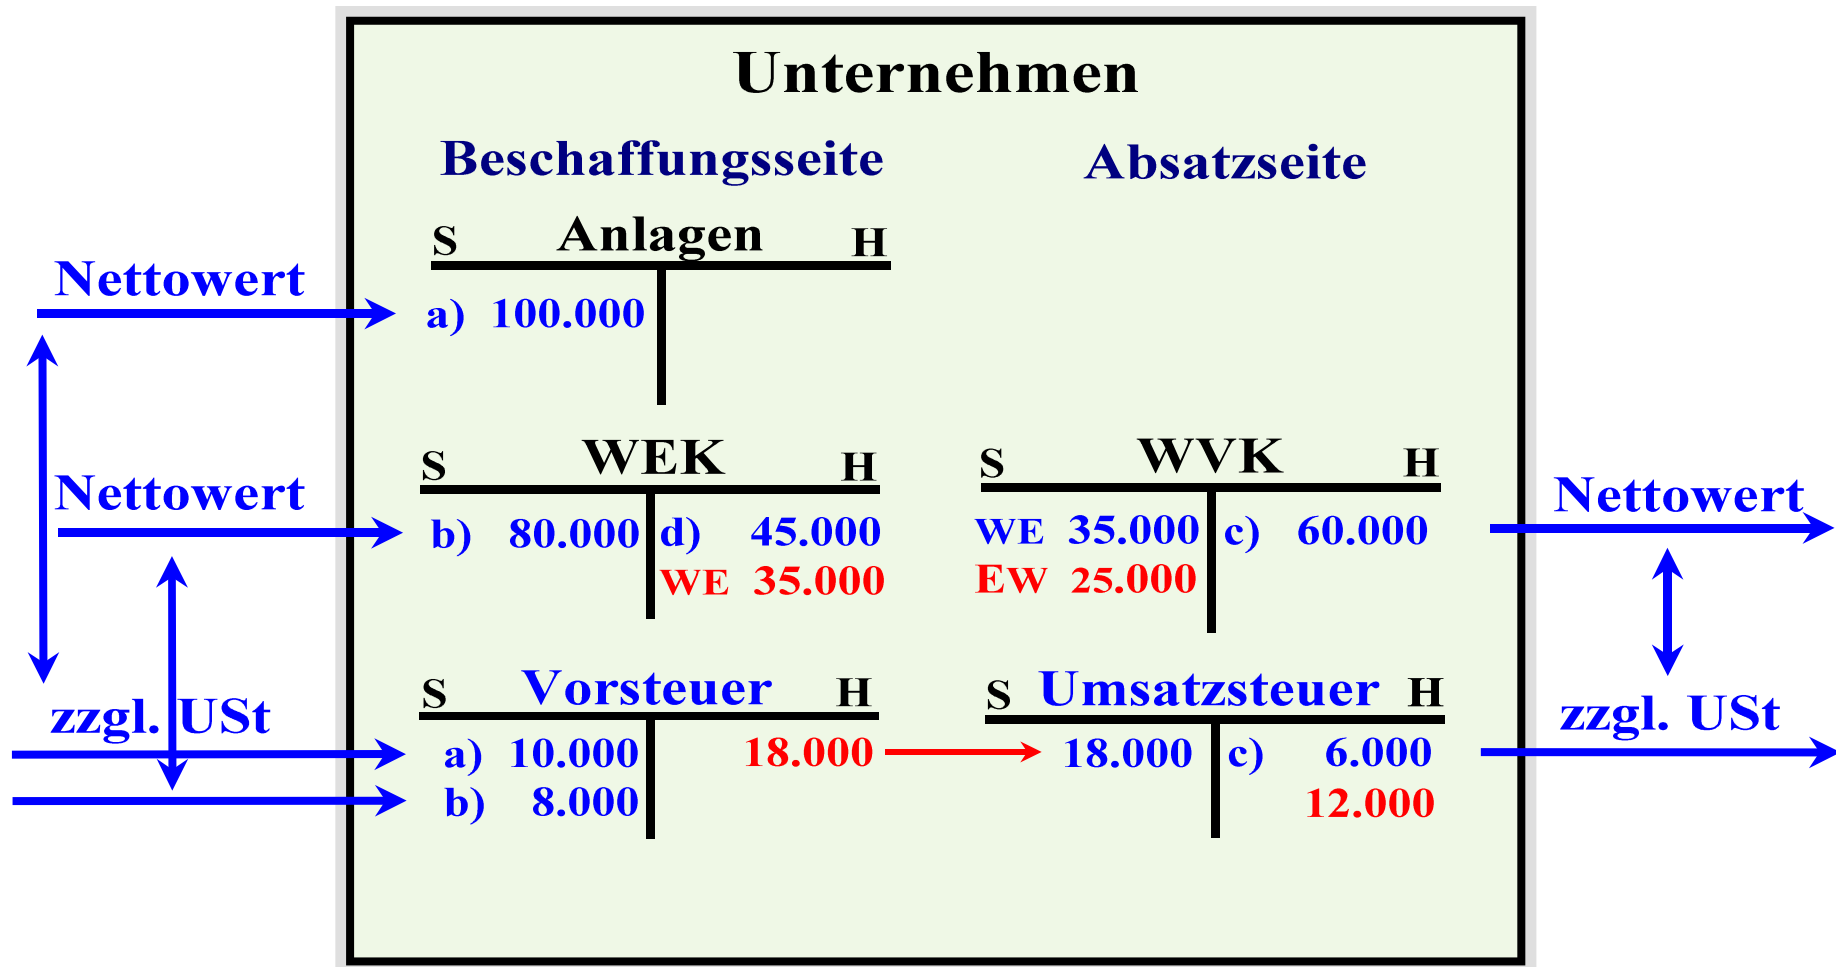 Unternehmen
Beschaffungsseite
Absatzseite
S Anlagen H
Nettowert
a) 100.000
S WEK H
S WVK H
Nettowert
Nettowert
b) 80.000 d) 45.000
WE 35.000
WE 35.000 c) 60.000
EW 25.000
S Vorsteuer H
S Umsatzsteuer H
zzgl. USt
zzgl. USt
a) 10.000 18.000
b) 8.000
18.000 c) 6.000
12.000